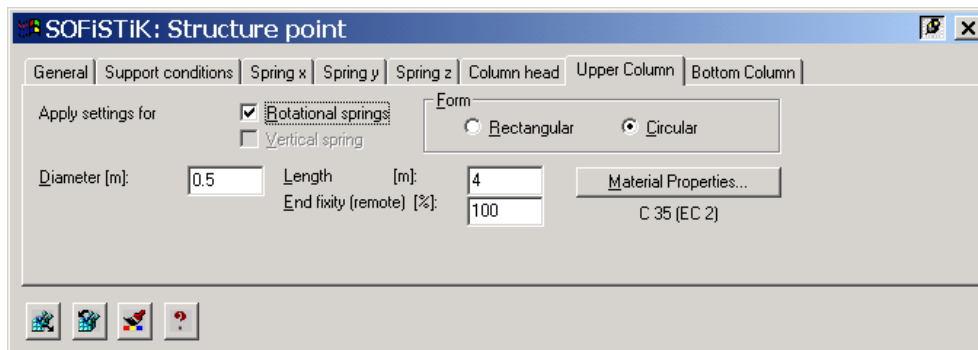 SOFiSTiK: Structure point
General Support conditions Spring x Spring y Spring z Column head Upper Column Bottom Column
Apply settings for Rotational springs Form
Rectangular Circular
Vertical spring
Diameter [m]: 0.5 Length [m]: 4 Material Properties...
End fixity (remote) [%]: 100 C 35 (EC 2)
?